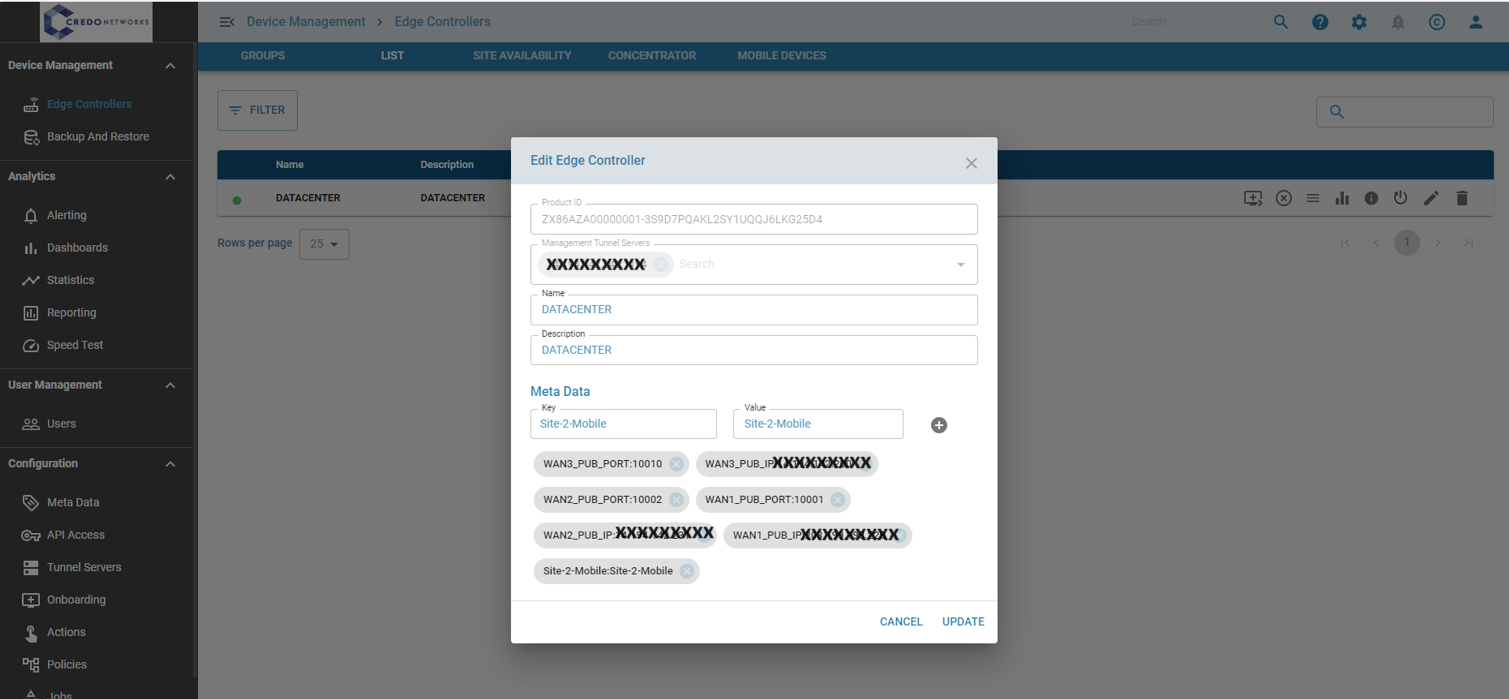 CREDO NETWORKS
Device Management > Edge Controllers
Search
GROUPS LIST SITE AVAILABILITY CONCENTRATOR MOBILE DEVICES
Device Management
Edge Controllers
Backup And Restore
Analytics
Alerting
Dashboards
Statistics
Reporting
Speed Test
User Management
Users
Configuration
Meta Data
API Access
Tunnel Servers
Onboarding
Actions
Policies
Jobs
FILTER
Name Description
DATACENTER DATACENTER
Rows per page 25
1
Edit Edge Controller
Product ID
ZX86AZA00000001-3S9D7PQAKL2SY1UQQJ6LKG25D4
Management Tunnel Servers
XXXXXXXXX Search
Name
DATACENTER
Description
DATACENTER
Meta Data
Key Value
Site-2-Mobile Site-2-Mobile
WAN3_PUB_PORT:10010 WAN3_PUB_IP XXXXXXXXX
WAN2_PUB_PORT:10002 WAN1_PUB_PORT:10001
WAN2_PUB_IP: XXXXXXXXX WAN1_PUB_IP XXXXXXXXX
Site-2-Mobile:Site-2-Mobile
CANCEL UPDATE